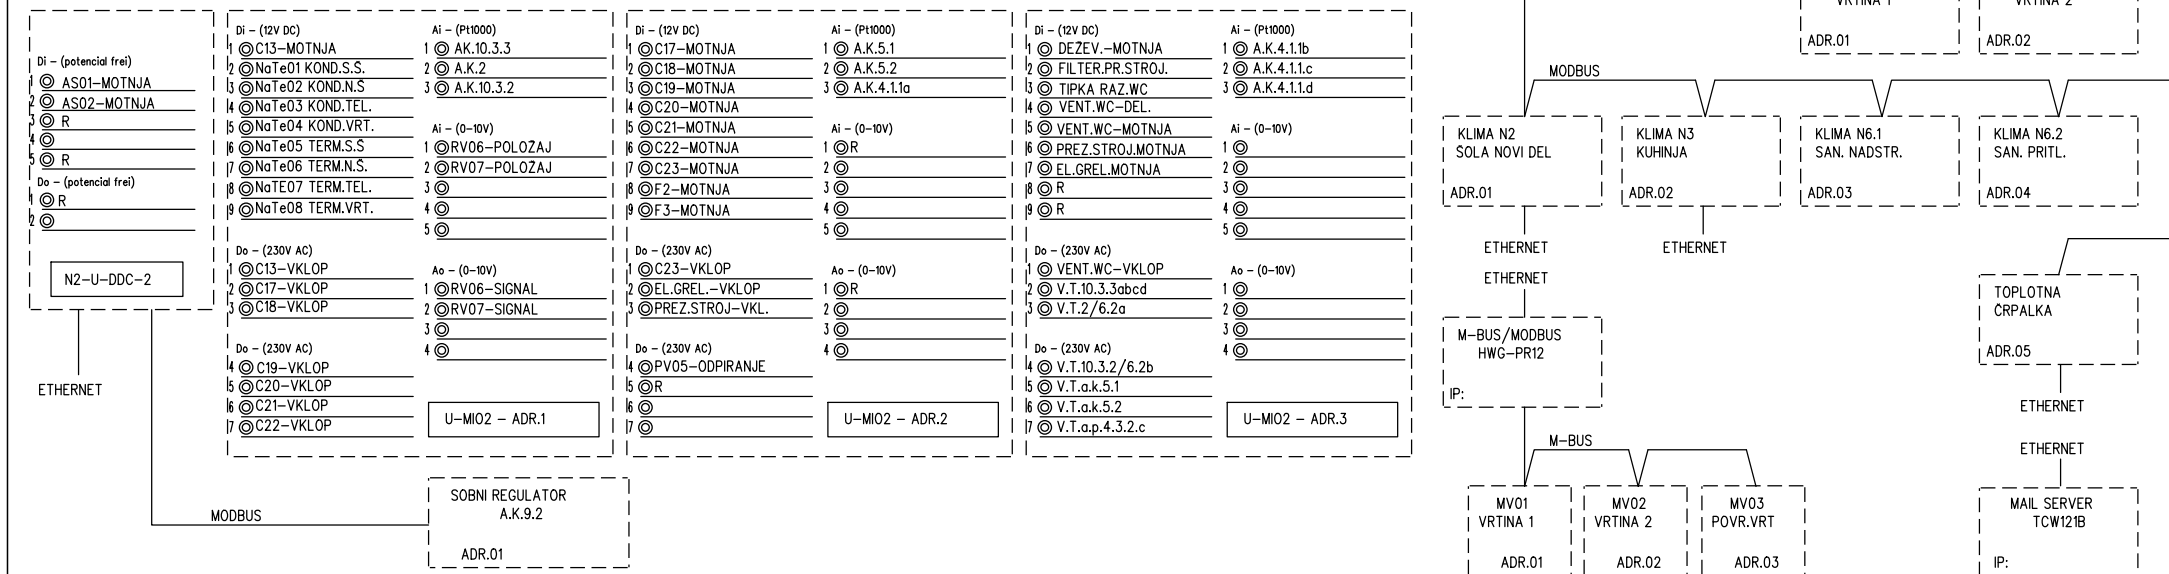 Di – (potencial frei)
1 AS01–MOTNJA
2 AS02–MOTNJA
3 R
4
5 R
Do – (potencial frei)
1 R
2
N2–U–DDC–2
ETHERNET
Di – (12V DC)
1 C13–MOTNJA
2 NaTe01 KOND.S.Š.
3 NaTe02 KOND.N.Š
4 NaTe03 KOND.TEL.
5 NaTe04 KOND.VRT.
6 NaTe05 TERM.S.Š
7 NaTe06 TERM.N.Š.
8 NaTE07 TERM.TEL.
9 NaTe08 TERM.VRT.
Do – (230V AC)
1 C13–VKLOP
2 C17–VKLOP
3 C18–VKLOP
Do – (230V AC)
4 C19–VKLOP
5 C20–VKLOP
6 C21–VKLOP
7 C22–VKLOP
Ai – (Pt1000)
1 AK.10.3.3
2 A.K.2
3 A.K.10.3.2
Ai – (0–10V)
1 RV06–POLOŽAJ
2 RV07–POLOŽAJ
3
4
5
Ao – (0–10V)
1 RV06–SIGNAL
2 RV07–SIGNAL
3
4
U–MIO2 – ADR.1
Di – (12V DC)
1 C17–MOTNJA
2 C18–MOTNJA
3 C19–MOTNJA
4 C20–MOTNJA
5 C21–MOTNJA
6 C22–MOTNJA
7 C23–MOTNJA
8 F2–MOTNJA
9 F3–MOTNJA
Do – (230V AC)
1 C23–VKLOP
2 EL.GREL.–VKLOP
3 PREZ.STROJ–VKL.
Do – (230V AC)
4 PV05–ODPIRANJE
5 R
6
7
Ai – (Pt1000)
1 A.K.5.1
2 A.K.5.2
3 A.K.4.1.1a
Ai – (0–10V)
1 R
2
3
4
5
Ao – (0–10V)
1 R
2
3
4
U–MIO2 – ADR.2
Di – (12V DC)
1 DEŽEV.–MOTNJA
2 FILTER.PR.STROJ.
3 TIPKA RAZ.WC
4 VENT.WC–DEL.
5 VENT.WC–MOTNJA
6 PREZ.STROJ.MOTNJA
7 EL.GREL.MOTNJA
8 R
9 R
Do – (230V AC)
1 VENT.WC–VKLOP
2 V.T.10.3.3abcd
3 V.T.2/6.2a
Do – (230V AC)
4 V.T.10.3.2/6.2b
5 V.T.a.k.5.1
6 V.T.a.k.5.2
7 V.T.a.p.4.3.2.c
Ai – (Pt1000)
1 A.K.4.1.1b
2 A.K.4.1.1.c
3 A.K.4.1.1.d
Ai – (0–10V)
1
2
3
4
5
Ao – (0–10V)
1
2
3
4
U–MIO2 – ADR.3
MODBUS
SOBNI REGULATOR
A.K.9.2
ADR.01
VRTINA 1
ADR.01
VRTINA 2
ADR.02
MODBUS
KLIMA N2
SOLA NOVI DEL
ADR.01
KLIMA N3
KUHINJA
ADR.02
KLIMA N6.1
SAN. NADSTR.
ADR.03
KLIMA N6.2
SAN. PRITL.
ADR.04
ETHERNET
ETHERNET
ETHERNET
M–BUS/MODBUS
HWG–PR12
IP:
TOPLOTNA
ČRPALKA
ADR.05
ETHERNET
ETHERNET
M–BUS
MV01
VRTINA 1
ADR.01
MV02
VRTINA 2
ADR.02
MV03
POVR.VRT
ADR.03
MAIL SERVER
TCW121B
IP: